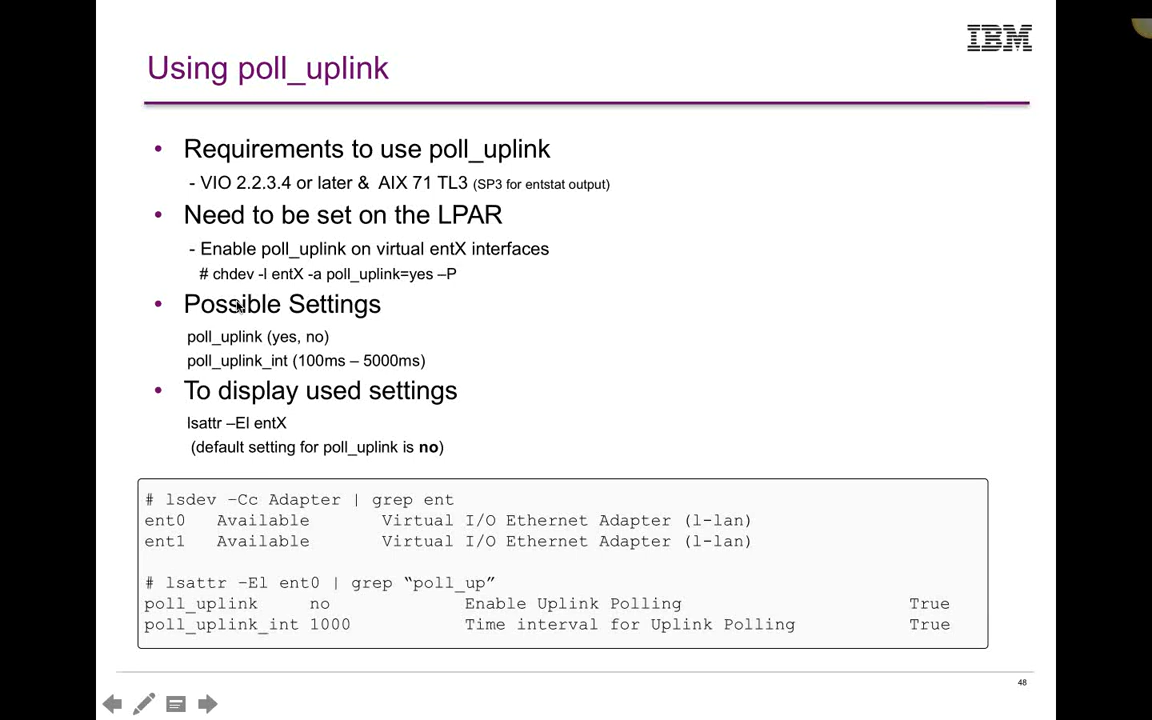 IBM
Using poll_uplink
• Requirements to use poll_uplink
- VIO 2.2.3.4 or later & AIX 71 TL3 (SP3 for entstat output)
• Need to be set on the LPAR
- Enable poll_uplink on virtual entX interfaces
# chdev -l entX -a poll_uplink=yes –P
• Possible Settings
poll_uplink (yes, no)
poll_uplink_int (100ms – 5000ms)
• To display used settings
lsattr –El entX
(default setting for poll_uplink is no)
# lsdev –Cc Adapter | grep ent
ent0 Available Virtual I/O Ethernet Adapter (l-lan)
ent1 Available Virtual I/O Ethernet Adapter (l-lan)
# lsattr –El ent0 | grep “poll_up”
poll_uplink no Enable Uplink Polling True
poll_uplink_int 1000 Time interval for Uplink Polling True
48